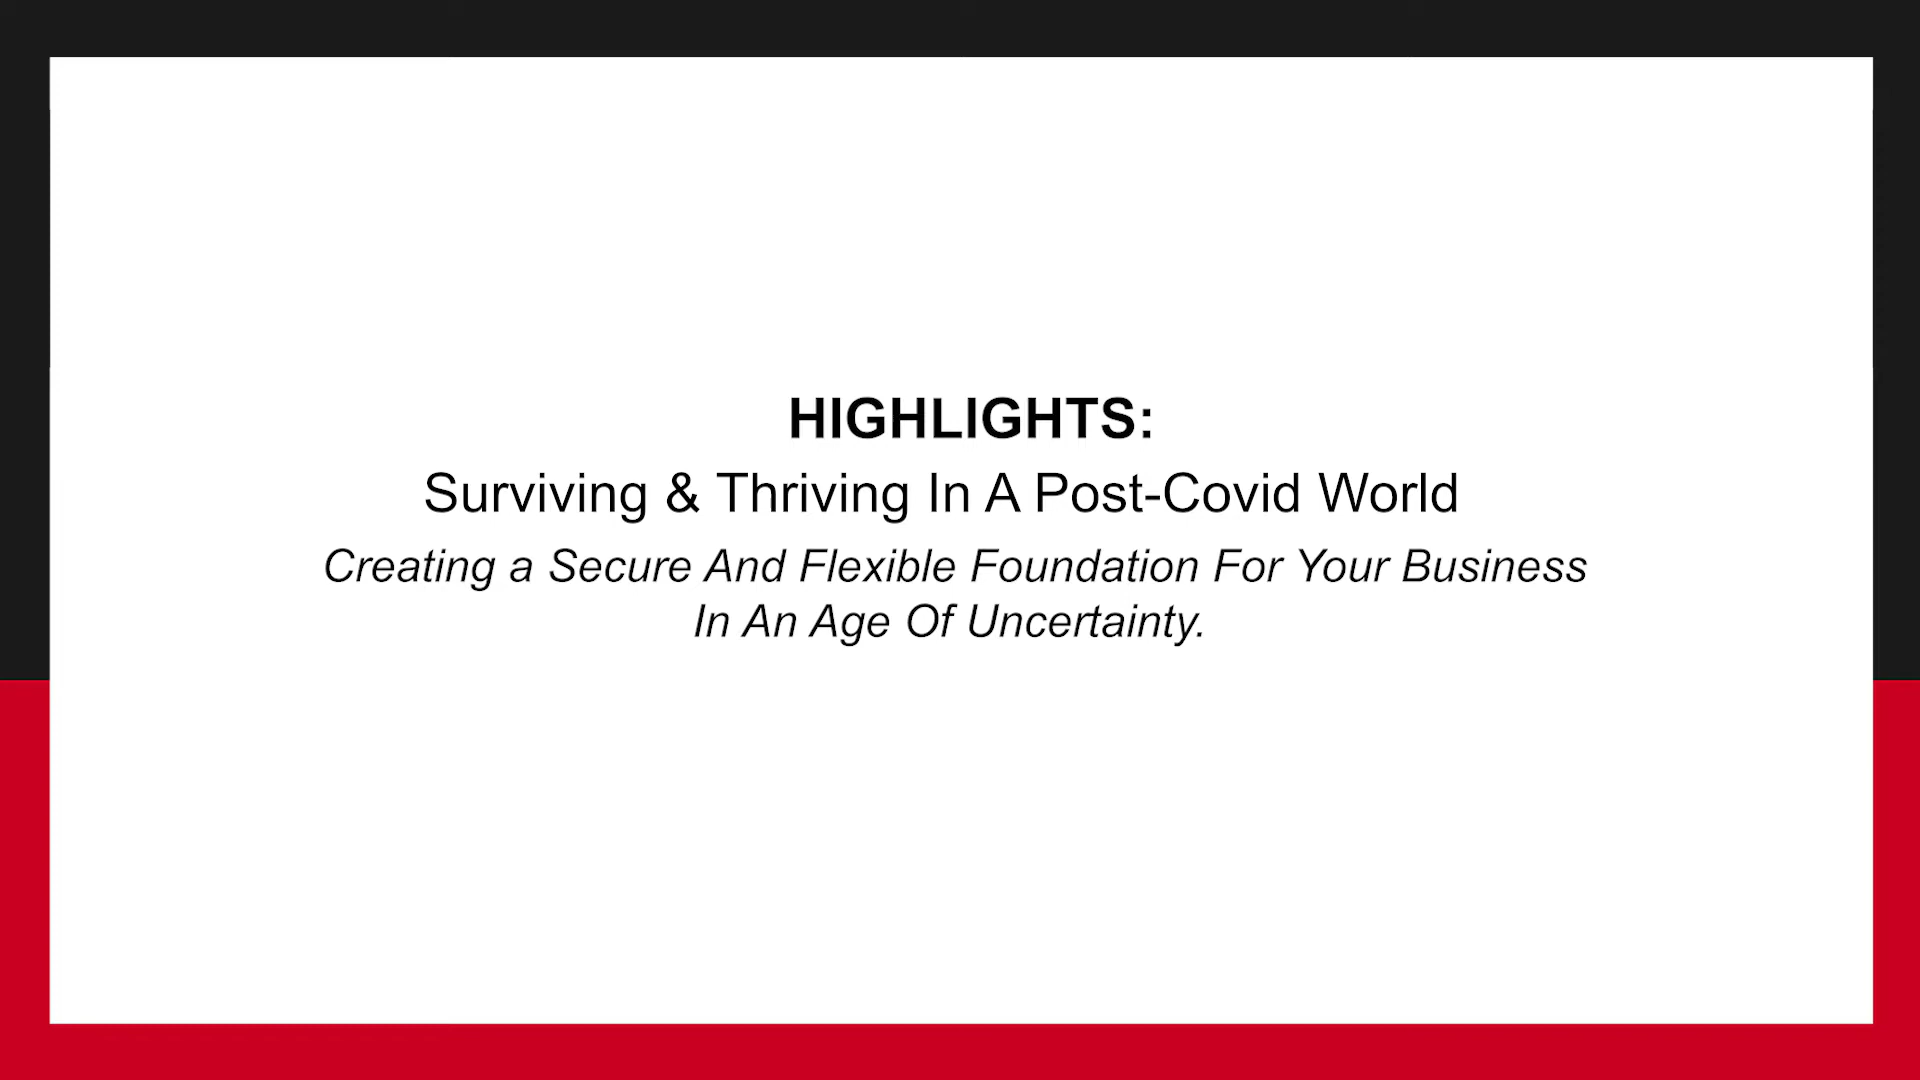 HIGHLIGHTS:
Surviving & Thriving In A Post-Covid World
Creating a Secure And Flexible Foundation For Your Business
In An Age Of Uncertainty.